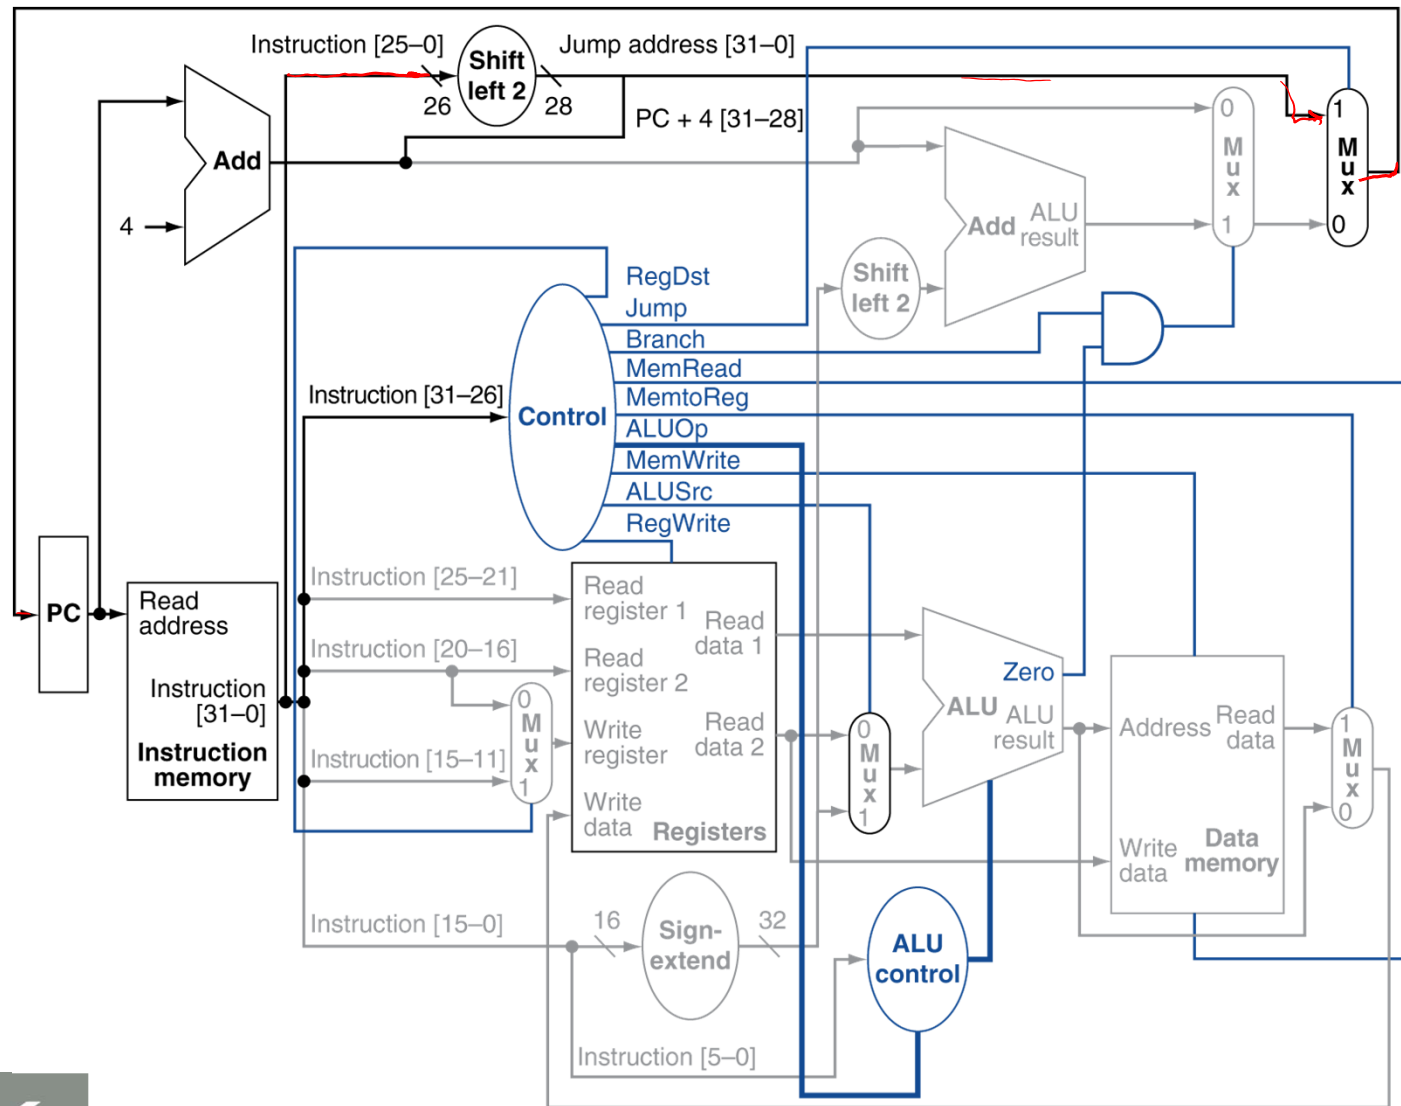 Instruction [25–0]
Shift
left 2
Jump address [31–0]
26
28
PC + 4 [31–28]
Add
4
0
M
u
x
1
1
M
u
x
0
Add
ALU
result
Shift
left 2
RegDst
Jump
Branch
MemRead
MemtoReg
ALUOp
MemWrite
ALUSrc
RegWrite
Instruction [31–26]
Control
PC
Read
address
Instruction
[31–0]
Instruction
memory
Instruction [25–21]
Instruction [20–16]
Instruction [15–11]
0
M
u
x
1
Read
register 1
Read
register 2
Write
register
Write
data
Read
data 1
Read
data 2
Registers
0
M
u
x
1
Zero
ALU
ALU
result
Address
Read
data
Write
data
Data
memory
1
M
u
x
0
Instruction [15–0]
16
Sign-
extend
32
ALU
control
Instruction [5–0]